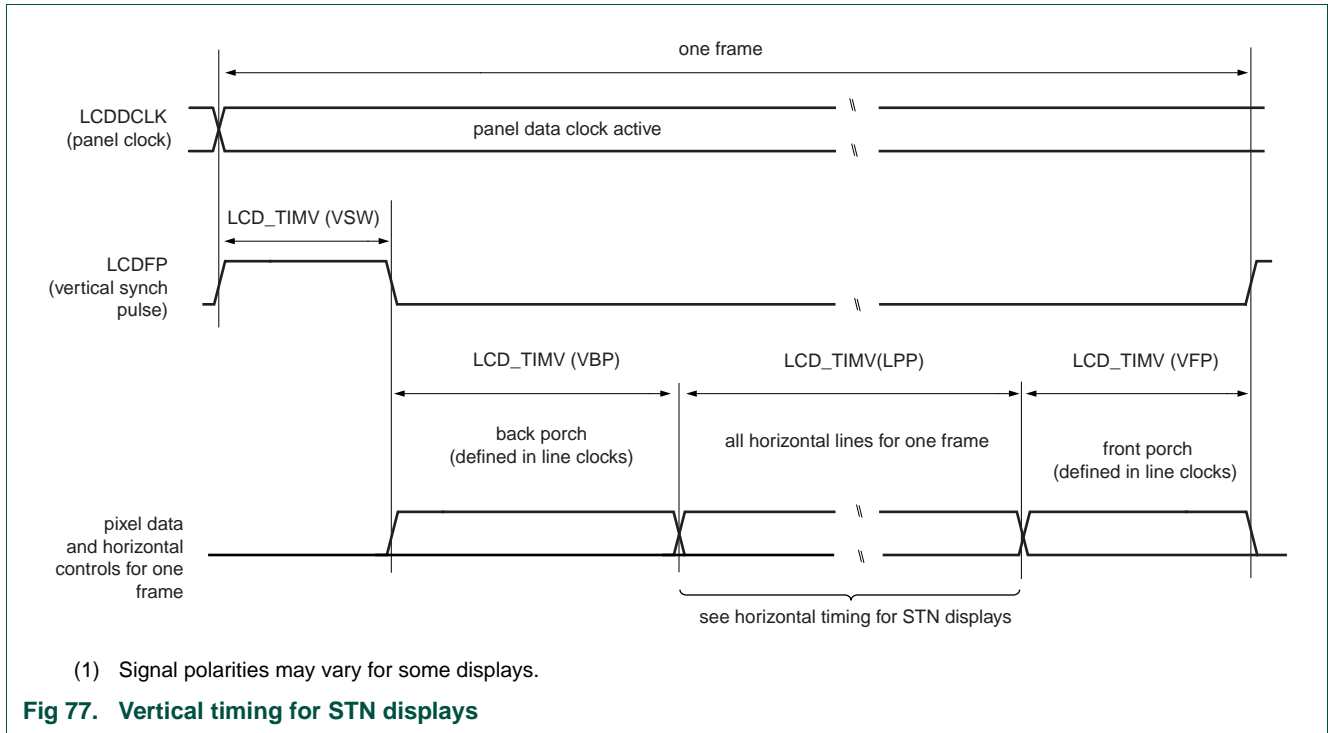 one frame
LCDDCLK
(panel clock)
panel data clock active
LCD_TIMV (VSW)
LCDFP
(vertical synch
pulse)
LCD_TIMV (VBP)
LCD_TIMV(LPP)
LCD_TIMV (VFP)
back porch
(defined in line clocks)
all horizontal lines for one frame
front porch
(defined in line clocks)
pixel data
and horizontal
controls for one
frame
see horizontal timing for STN displays
(1) Signal polarities may vary for some displays.
Fig 77. Vertical timing for STN displays